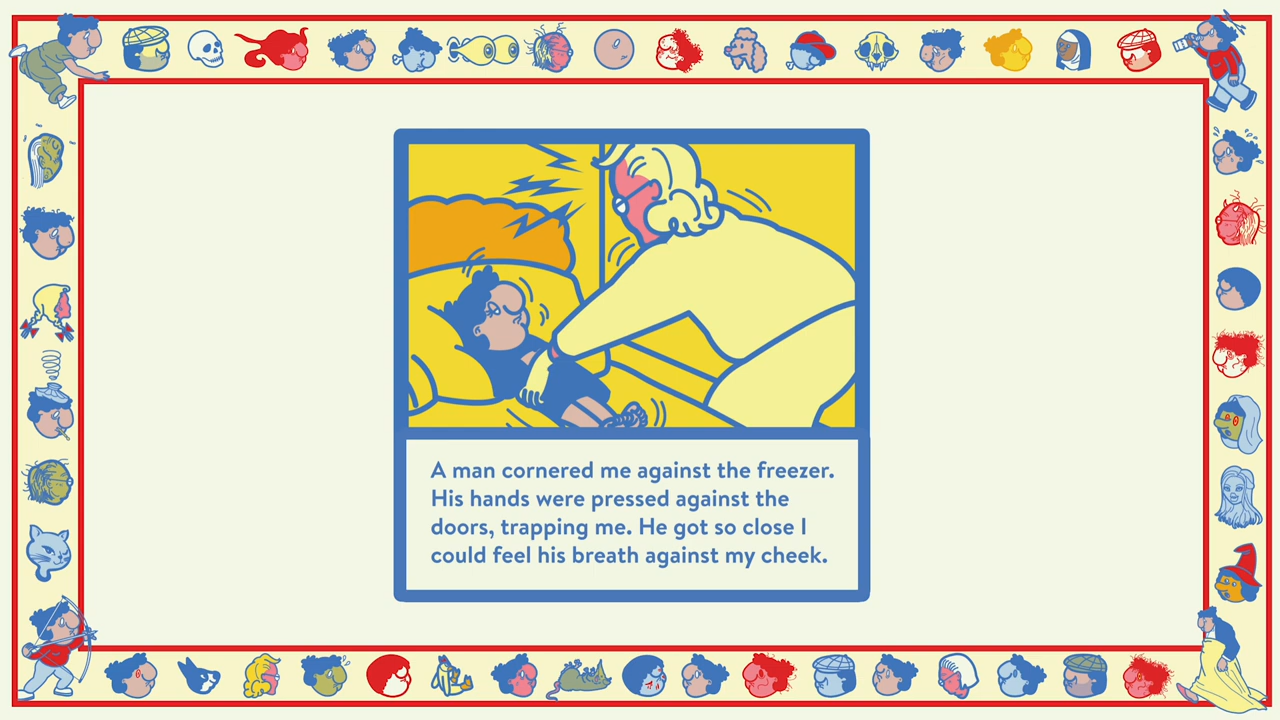 A man cornered me against the freezer.
His hands were pressed against the
doors, trapping me. He got so close I
could feel his breath against my cheek.